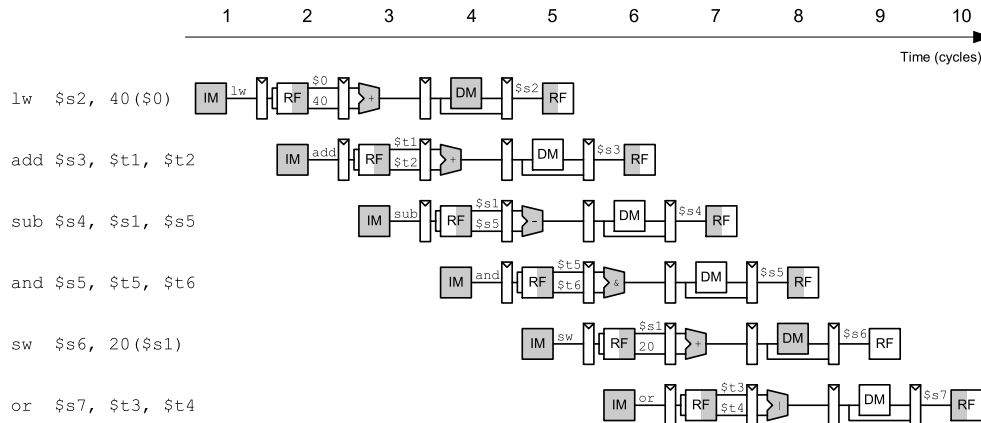 1 2 3 4 5 6 7 8 9 10
Time (cycles)
lw $s2, 40($0) IM lw RF $0 40 + DM $s2 RF
add $s3, $t1, $t2 IM add RF $t1 $t2 + DM $s3 RF
sub $s4, $s1, $s5 IM sub RF $s1 $s5 - DM $s4 RF
and $s5, $t5, $t6 IM and RF $t5 $t6 & DM $s5 RF
sw $s6, 20($s1) IM sw RF $s1 20 + DM $s6 RF
or $s7, $t3, $t4 IM or RF $t3 $t4 | DM $s7 RF